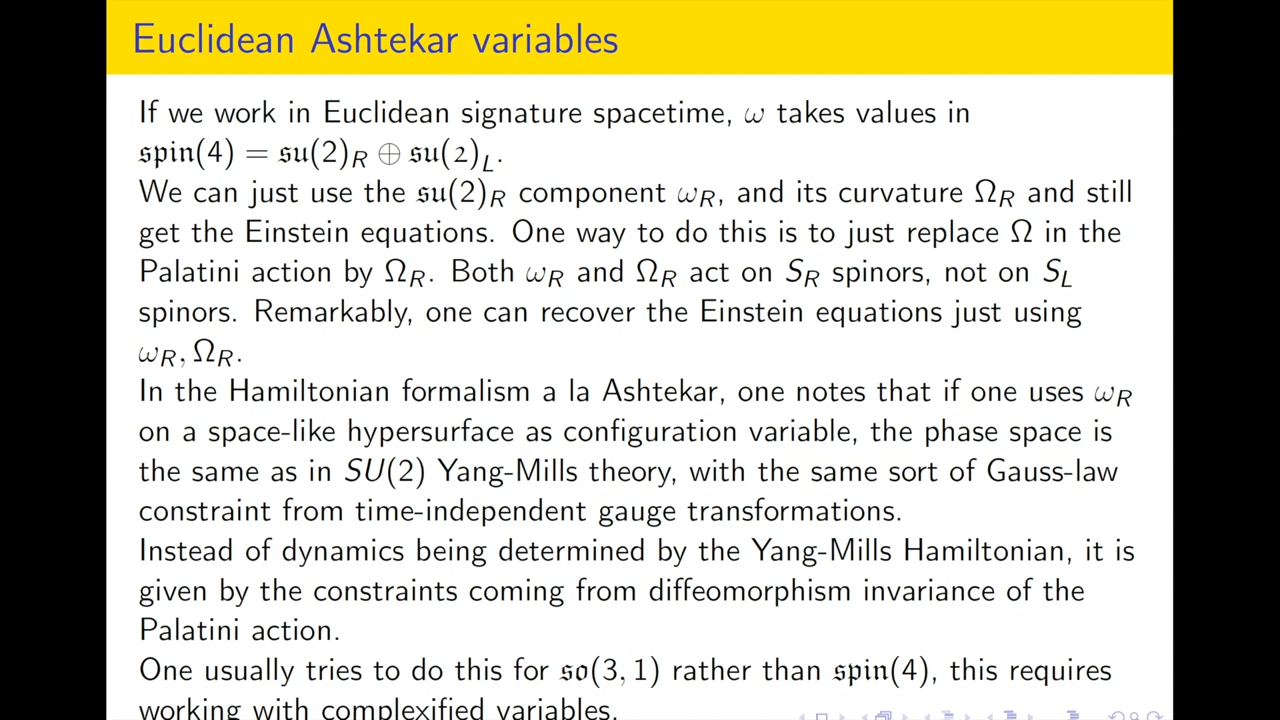 Euclidean Ashtekar variables
If we work in Euclidean signature spacetime, ω takes values in
𝔰𝔭𝔦𝔫(4) = 𝔰𝔲(2)_R ⊕ 𝔰𝔲(2)_L.
We can just use the 𝔰𝔲(2)_R component ω_R, and its curvature Ω_R and still
get the Einstein equations. One way to do this is to just replace Ω in the
Palatini action by Ω_R. Both ω_R and Ω_R act on S_R spinors, not on S_L
spinors. Remarkably, one can recover the Einstein equations just using
ω_R, Ω_R.
In the Hamiltonian formalism a la Ashtekar, one notes that if one uses ω_R
on a space-like hypersurface as configuration variable, the phase space is
the same as in SU(2) Yang-Mills theory, with the same sort of Gauss-law
constraint from time-independent gauge transformations.
Instead of dynamics being determined by the Yang-Mills Hamiltonian, it is
given by the constraints coming from diffeomorphism invariance of the
Palatini action.
One usually tries to do this for 𝔰𝔬(3, 1) rather than 𝔰𝔭𝔦𝔫(4), this requires
working with complexified variables.